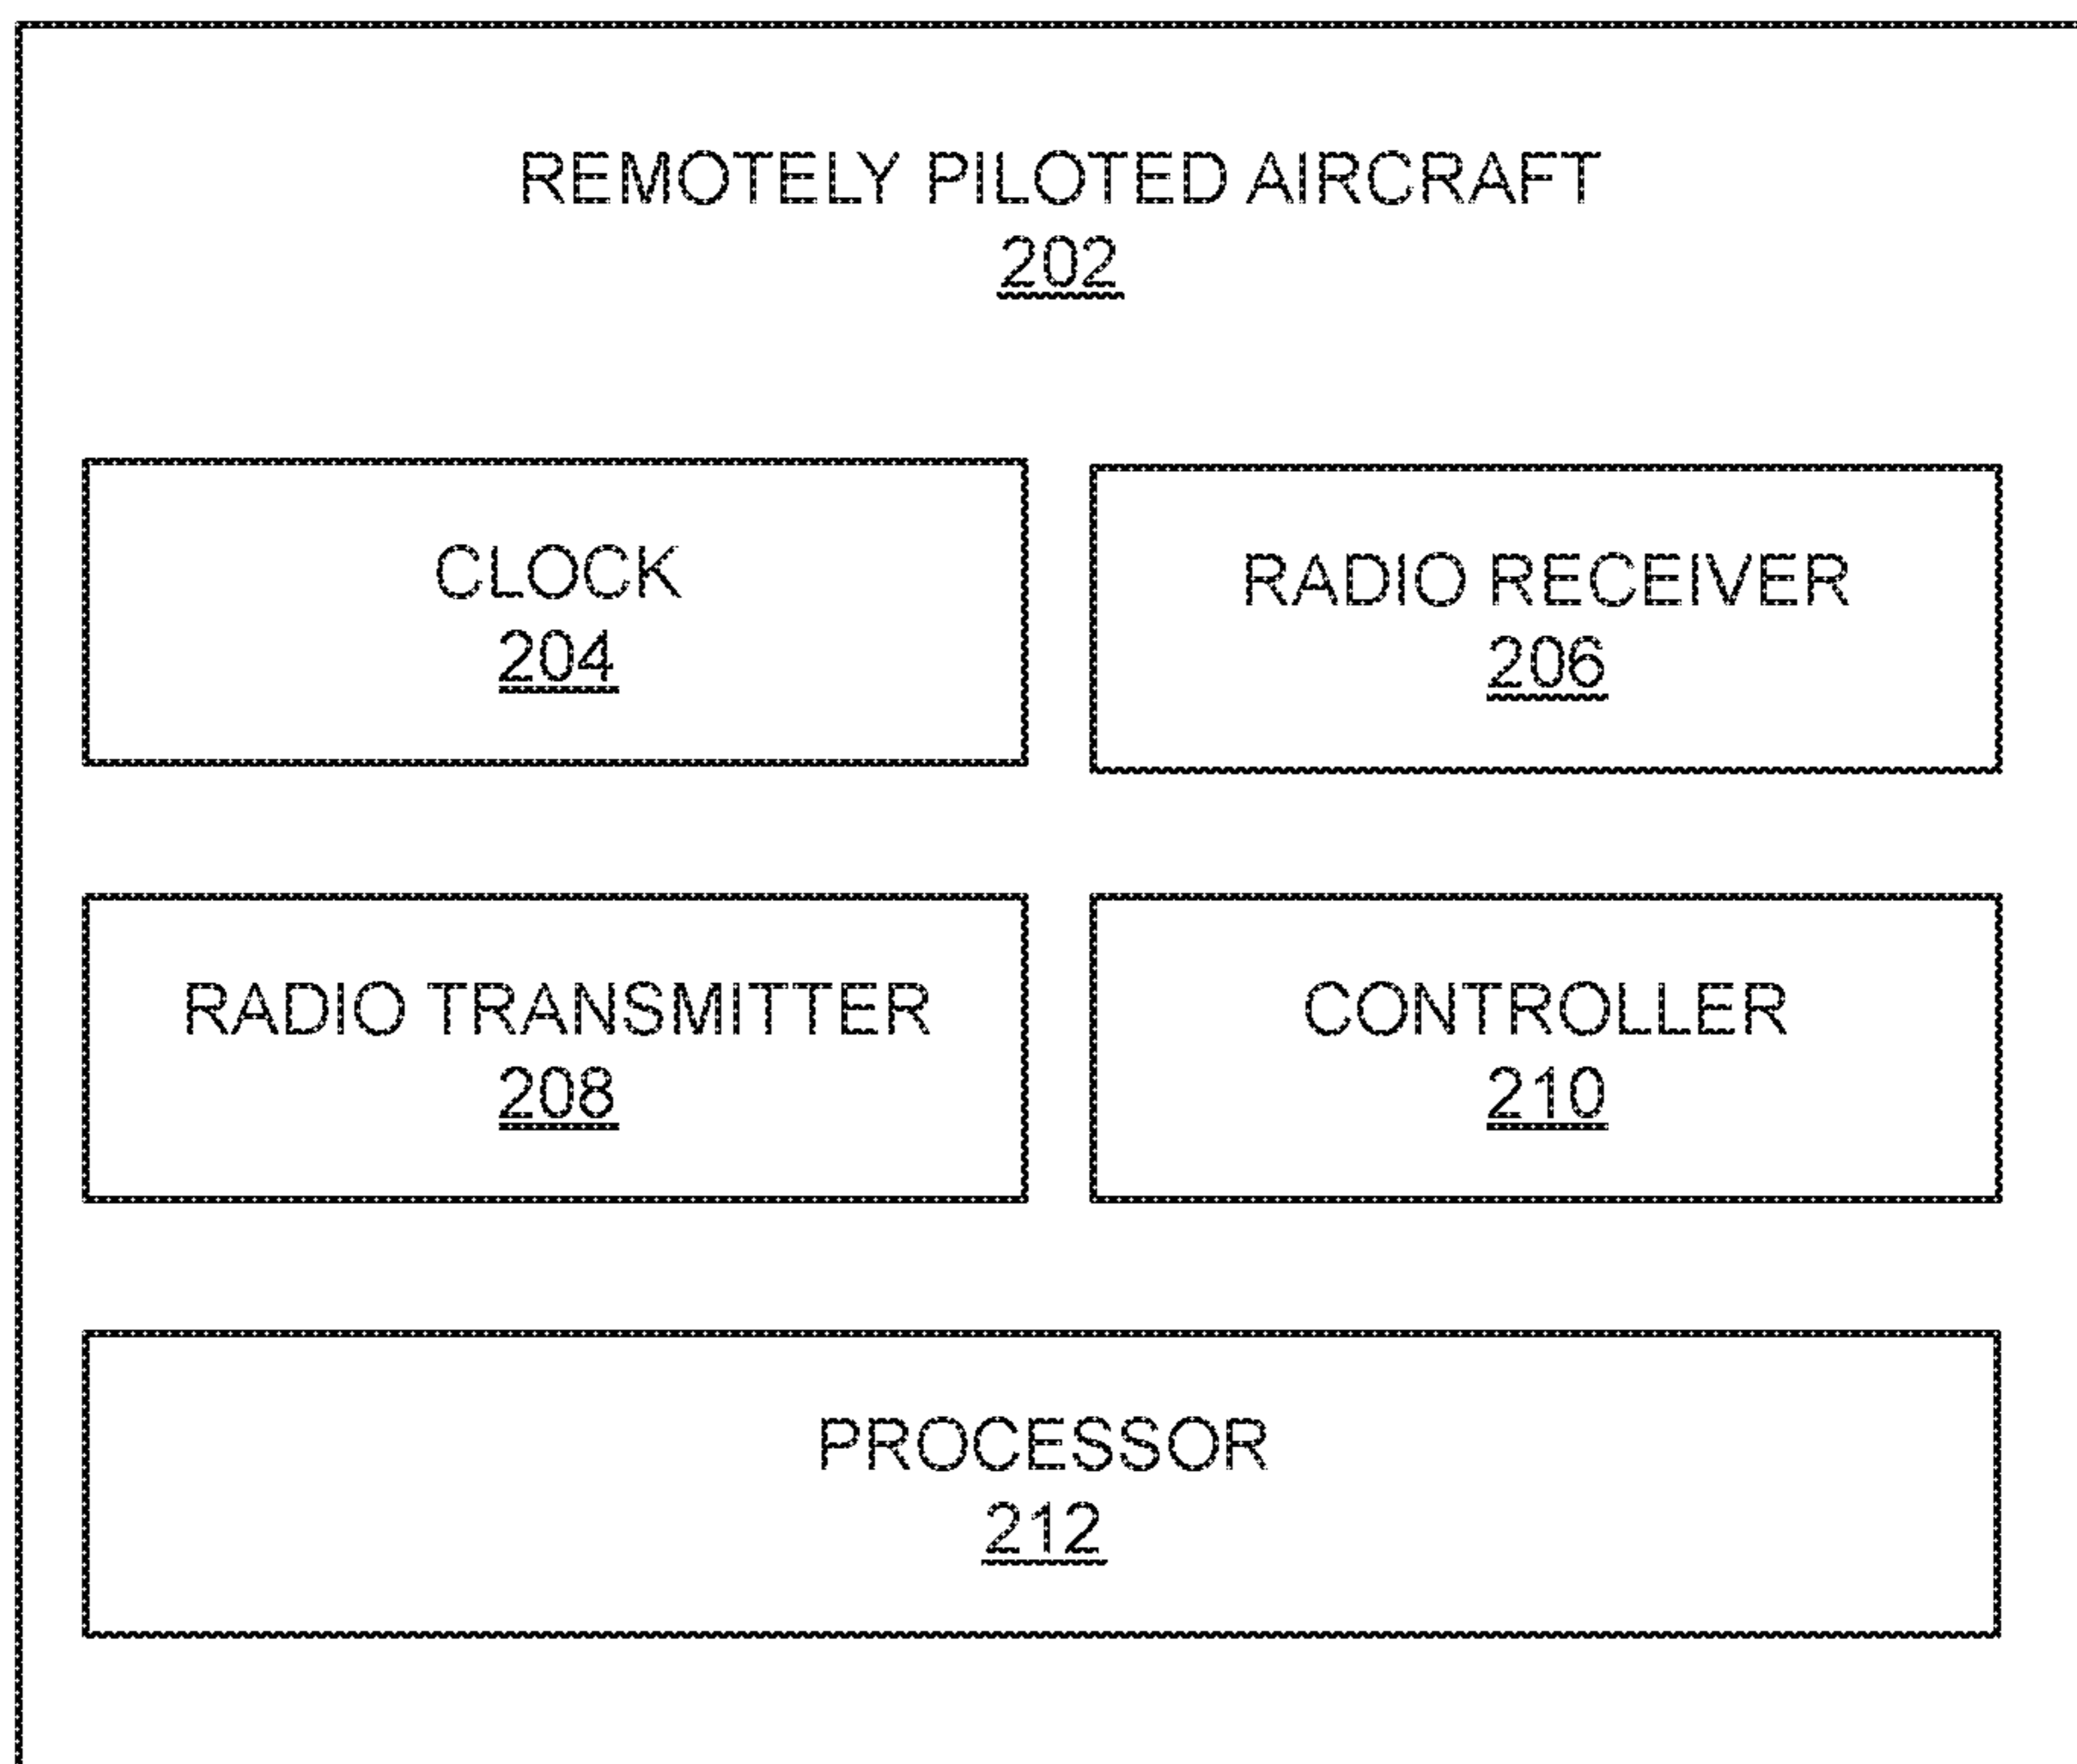 REMOTELY PILOTED AIRCRAFT
202
CLOCK
204
RADIO RECEIVER
206
RADIO TRANSMITTER
208
CONTROLLER
210
PROCESSOR
212